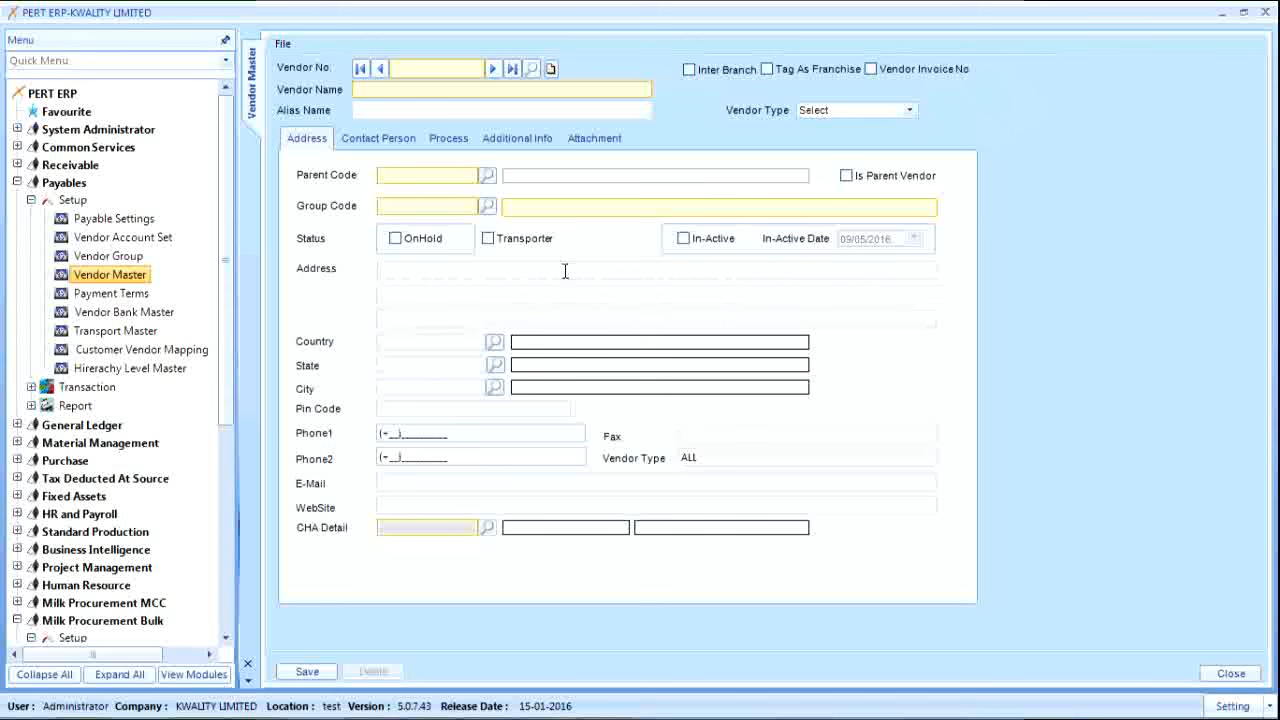 PERT ERP-KWALITY LIMITED
Menu
Quick Menu
PERT ERP
Favourite
System Administrator
Common Services
Receivable
Payables
Setup
Payable Settings
Vendor Account Set
Vendor Group
Vendor Master
Payment Terms
Vendor Bank Master
Transport Master
Customer Vendor Mapping
Hirerachy Level Master
Transaction
Report
General Ledger
Material Management
Purchase
Tax Deducted At Source
Fixed Assets
HR and Payroll
Standard Production
Business Intelligence
Project Management
Human Resource
Milk Procurement MCC
Milk Procurement Bulk
Setup
Collapse All Expand All View Modules
Vendor Master
File
Vendor No. Inter Branch Tag As Franchise Vendor Invoice No
Vendor Name
Alias Name Vendor Type Select
Address Contact Person Process Additional Info Attachment
Parent Code Is Parent Vendor
Group Code
Status OnHold Transporter In-Active In-Active Date 09/05/2016
Address
Country
State
City
Pin Code
Phone1 (+__)_________ Fax
Phone2 (+__)_________ Vendor Type ALL
E-Mail
WebSite
CHA Detail
Save Delete Close
User : Administrator Company : KWALITY LIMITED Location : test Version : 5.0.7.43 Release Date : 15-01-2016 Setting